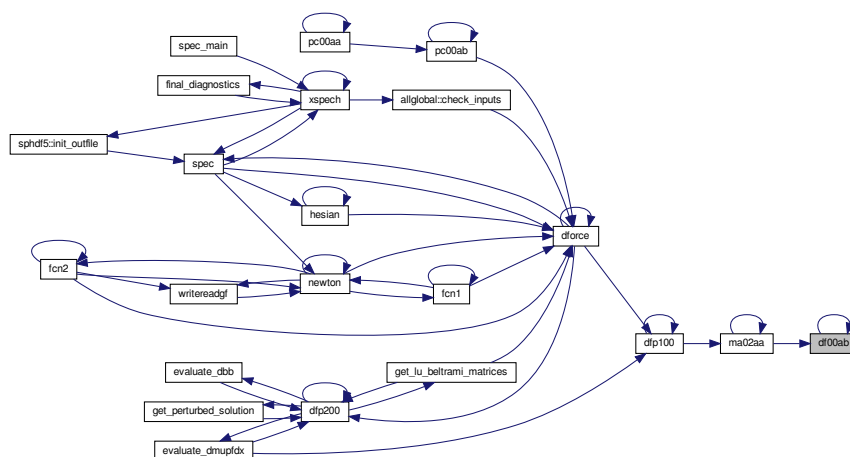 pc00aa
spec_main
pc00ab
final_diagnostics
xspech
allglobal::check_inputs
sphdf5::init_outfile
spec
hesian
dforce
fcn2
newton
writereadgf
fcn1
dfp100
ma02aa
df00ab
evaluate_dbb
get_lu_beltrami_matrices
get_perturbed_solution
dfp200
evaluate_dmupfdx